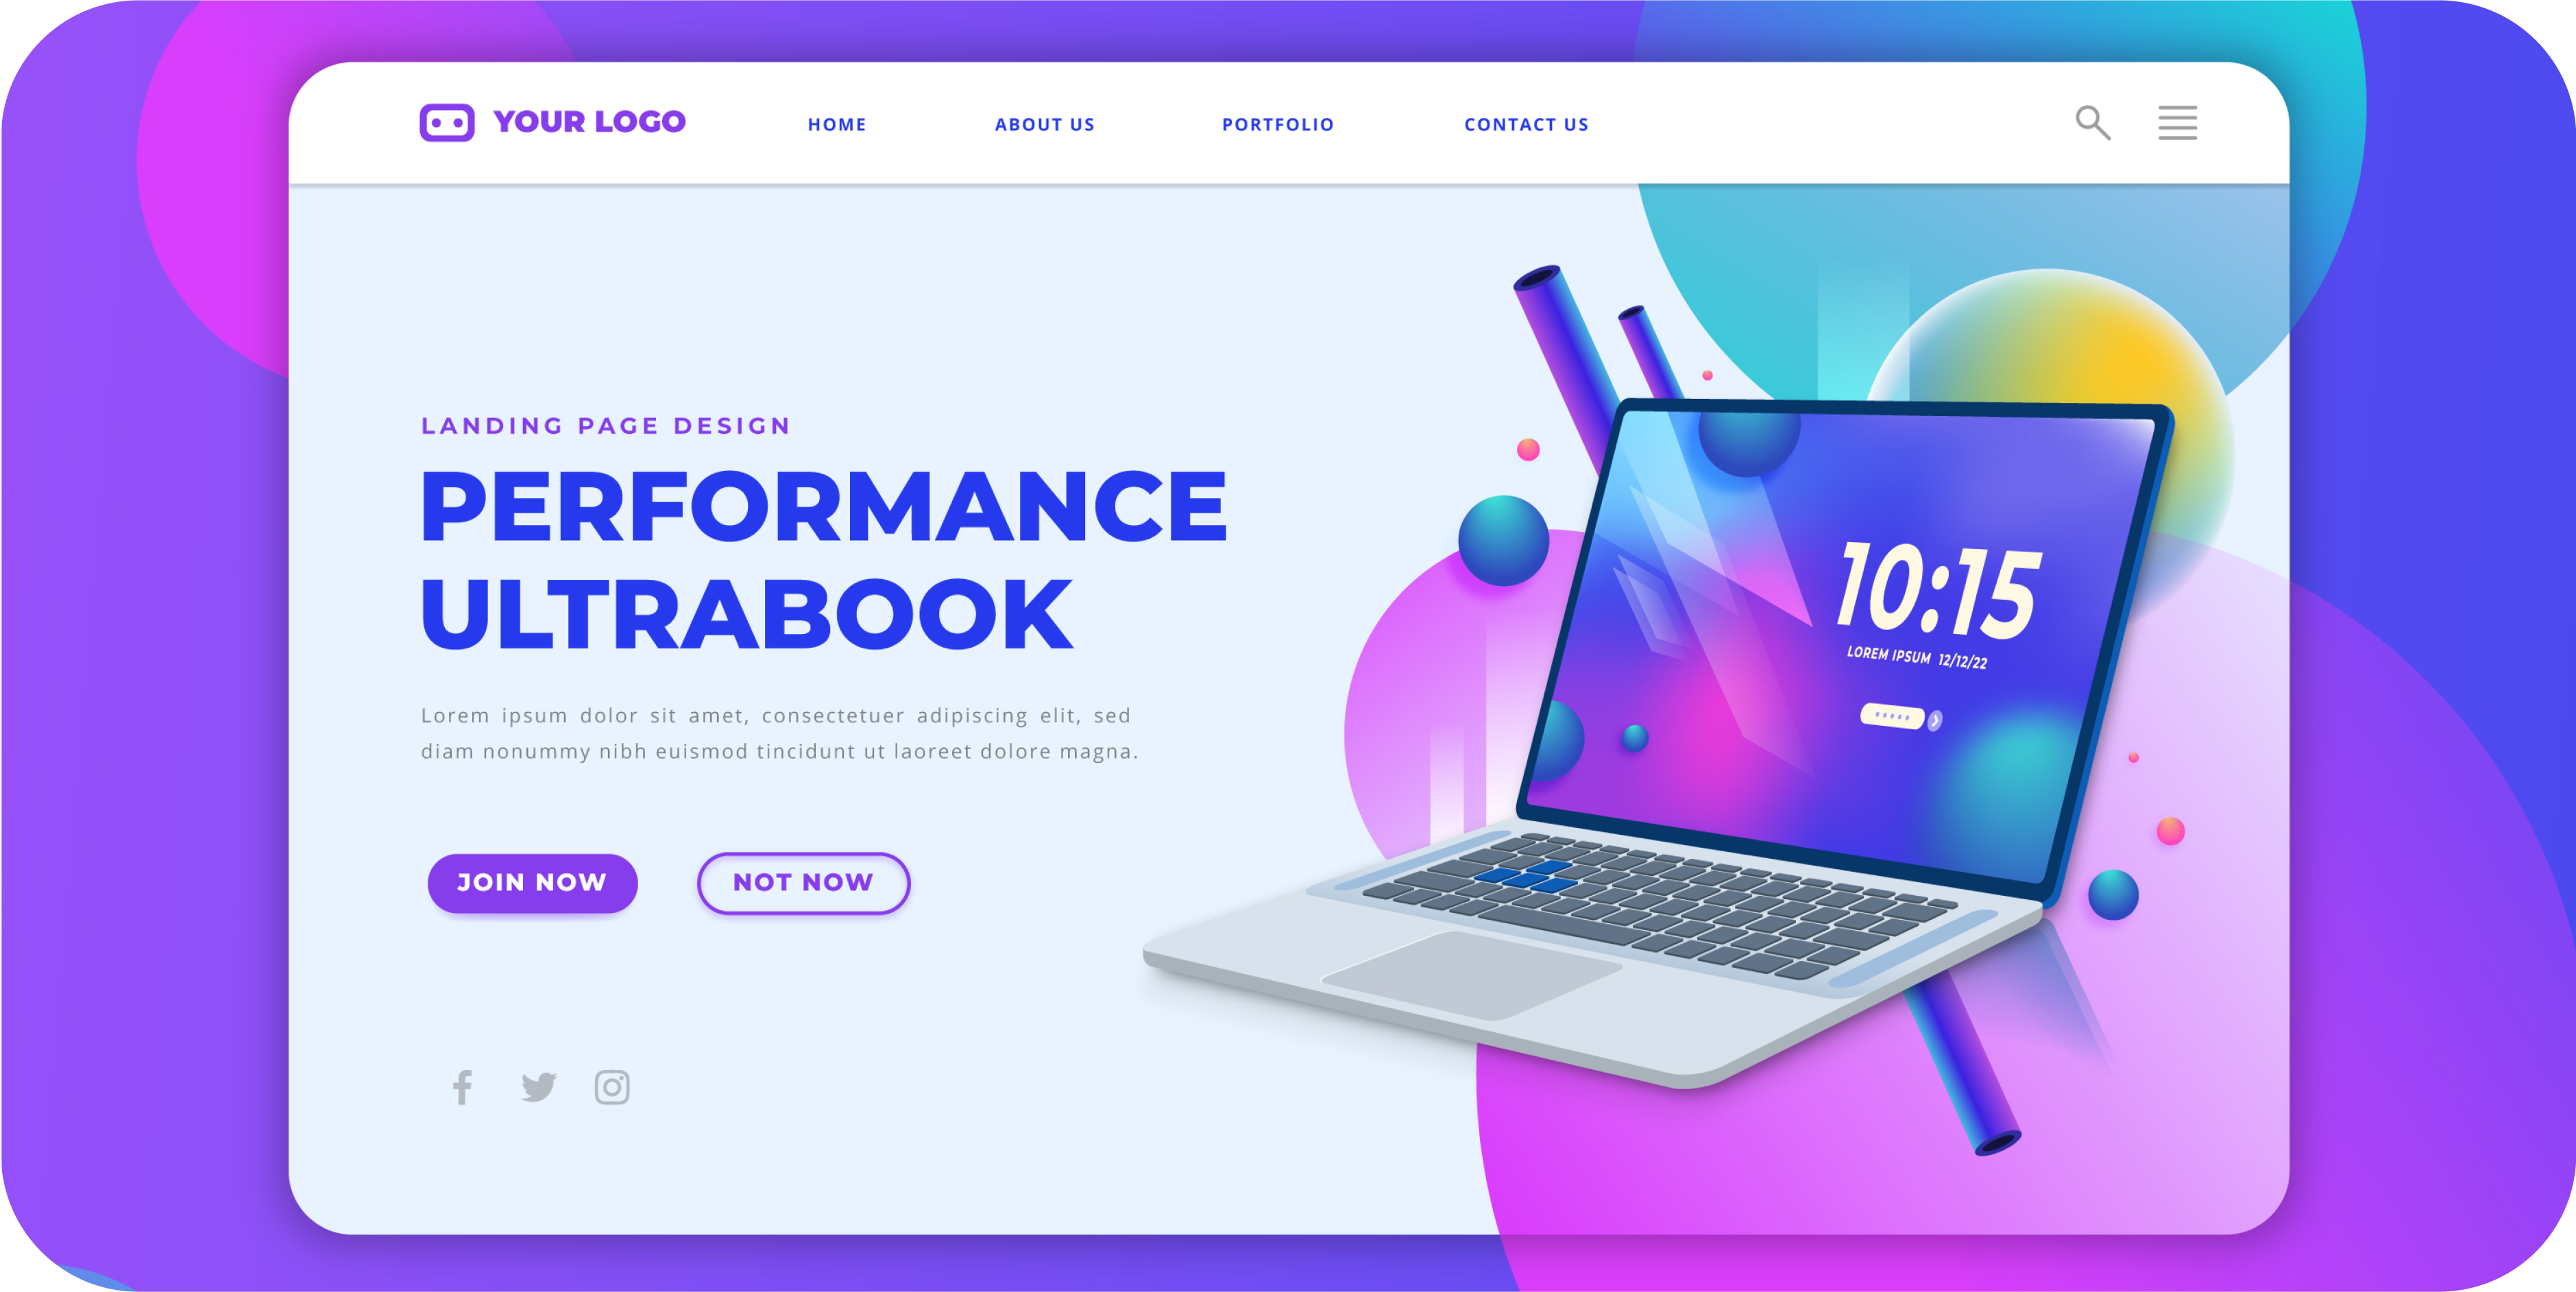 YOUR LOGO
HOME
ABOUT US
PORTFOLIO
CONTACT US
LANDING PAGE DESIGN
PERFORMANCE
ULTRABOOK
Lorem ipsum dolor sit amet, consectetuer adipiscing elit, sed
diam nonummy nibh euismod tincidunt ut laoreet dolore magna.
JOIN NOW
NOT NOW
10:15
LOREM IPSUM 12/12/22